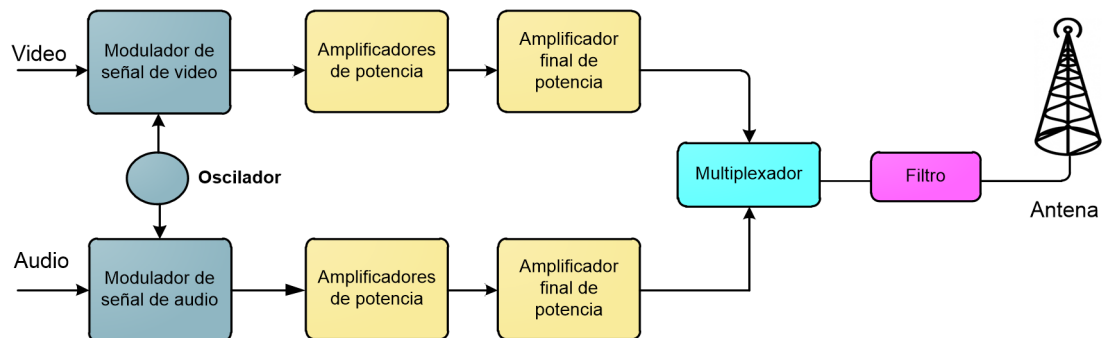 Video
Modulador de
señal de video
Amplificadores
de potencia
Amplificador
final de
potencia
Oscilador
Multiplexador
Filtro
Antena
Audio
Modulador de
señal de audio
Amplificadores
de potencia
Amplificador
final de
potencia